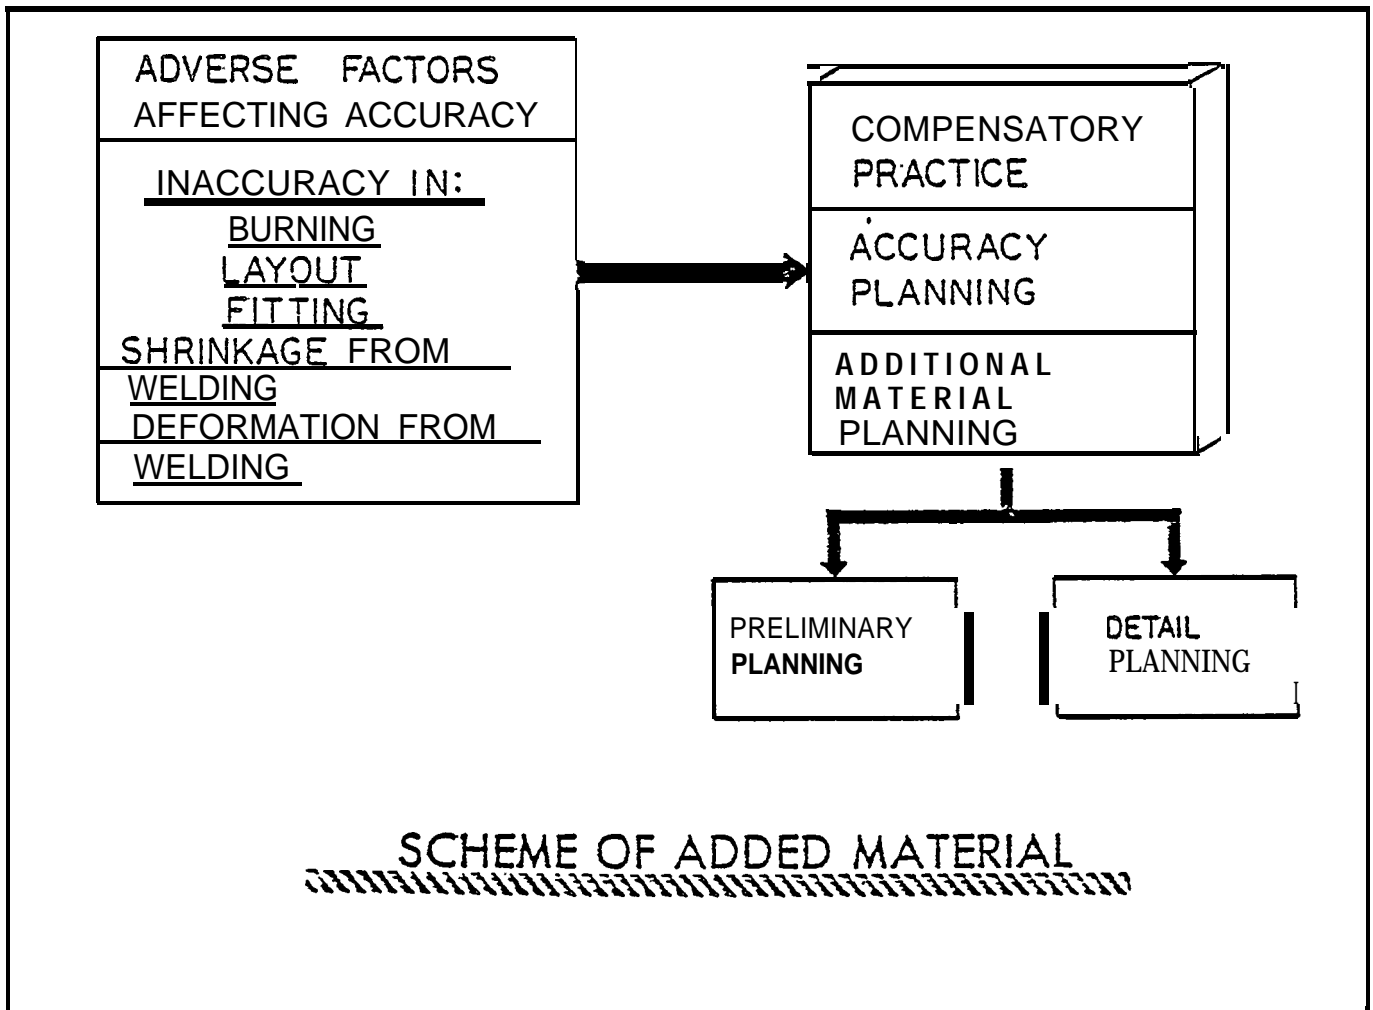 ADVERSE FACTORS
AFFECTING ACCURACY
INACCURACY IN:
BURNING
LAYOUT
FITTING
SHRINKAGE FROM
WELDING
DEFORMATION FROM
WELDING
COMPENSATORY
PRACTICE
ACCURACY
PLANNING
ADDITIONAL
MATERIAL
PLANNING
PRELIMINARY
PLANNING
DETAIL
PLANNING
SCHEME OF ADDED MATERIAL